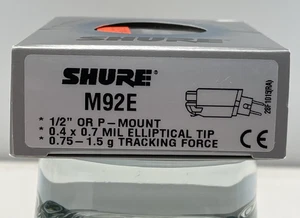 SHURE
M92E
* 1/2" OR P-MOUNT
* 0.4 x 0.7 MIL ELLIPTICAL TIP
* 0.75-1.5 g TRACKING FORCE
CE